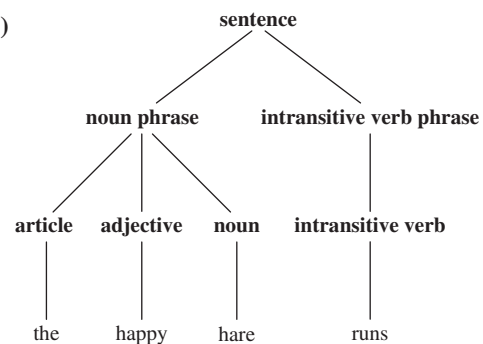 )
sentence
noun phrase intransitive verb phrase
article adjective noun intransitive verb
the happy hare runs